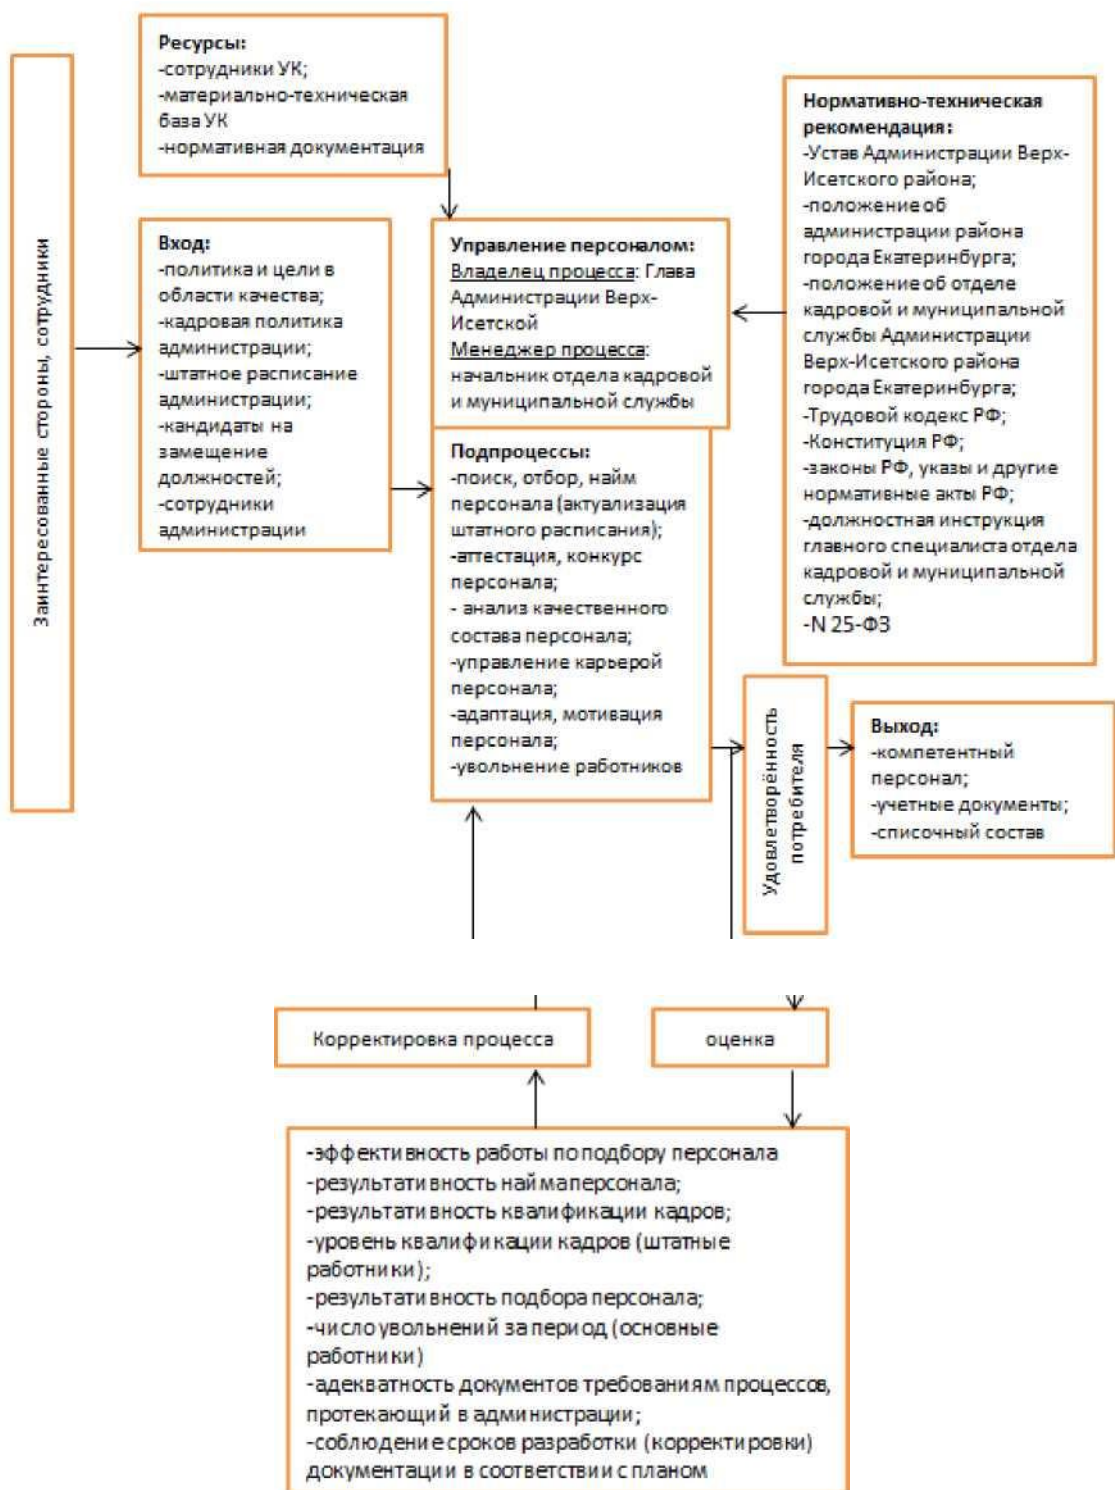 Заинтересованные стороны, сотрудники
Ресурсы:
-сотрудники УК;
-материально-техническая
база УК
-нормативная документация
Вход:
-политика и цели в
области качества;
-кадровая политика
администрации;
-штатное расписание
администрации;
-кандидаты на
замещение
должностей;
-сотрудники
администрации
Управление персоналом:
Владелец процесса: Глава
Администрации Верх-
Исетской
Менеджер процесса:
начальник отдела кадровой
и муниципальной службы
Подпроцессы:
-поиск, отбор, найм
персонала (актуализация
штатного расписания);
-аттестация, конкурс
персонала;
- анализ качественного
состава персонала;
-управление карьерой
персонала;
-адаптация, мотивация
персонала;
-увольнение работников
Нормативно-техническая
рекомендация:
-Устав Администрации Верх-
Исетского района;
-положение об
администрации района
города Екатеринбурга;
-положение об отделе
кадровой и муниципальной
службы Администрации
Верх-Исетского района
города Екатеринбурга;
-Трудовой кодекс РФ;
-Конституция РФ;
-законы РФ, указы и другие
нормативные акты РФ;
-должностная инструкция
главного специалиста отдела
кадровой и муниципальной
службы;
-N 25-ФЗ
Удовлетворённость
потребителя
Выход:
-компетентный
персонал;
-учетные документы;
-списочный состав
Корректировка процесса
оценка
-эффективность работы по подбору персонала
-результативность найма персонала;
-результативность квалификации кадров;
-уровень квалификации кадров (штатные
работники);
-результативность подбора персонала;
-число увольнений за период (основные
работники)
-адекватность документов требованиям процессов,
протекающий в администрации;
-соблюдение сроков разработки (корректировки)
документации в соответствии с планом